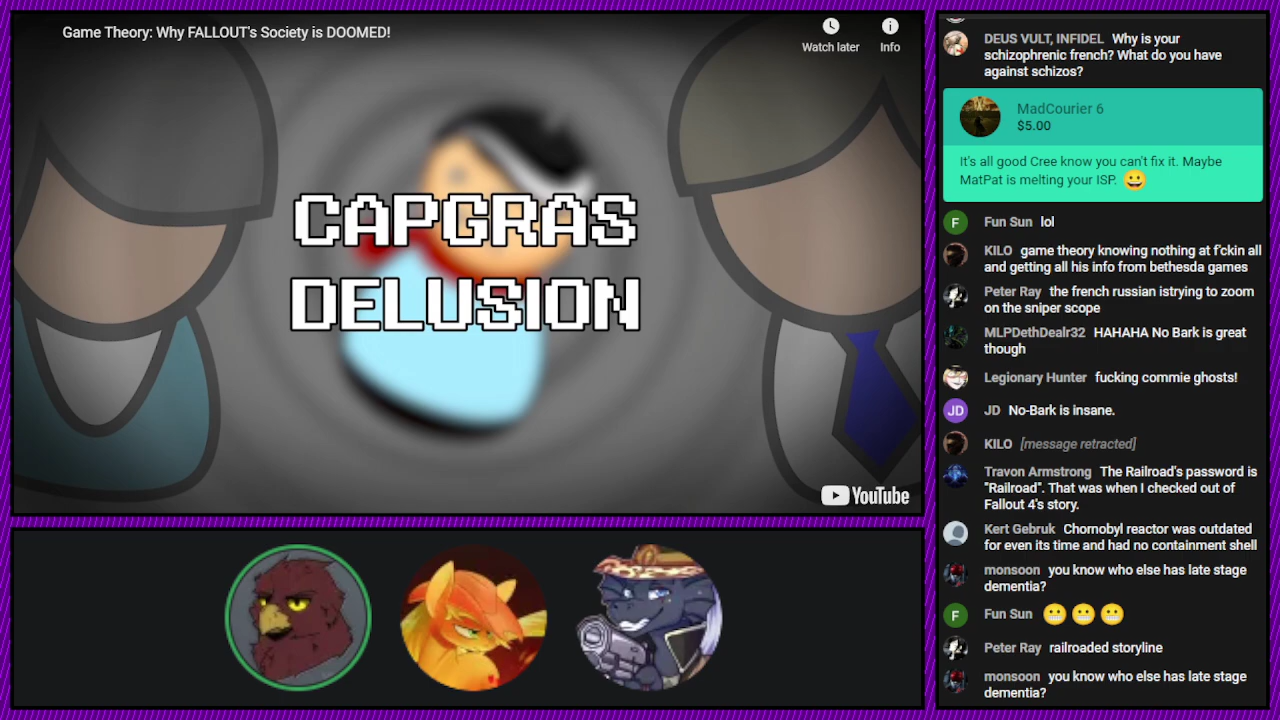 Game Theory: Why FALLOUT's Society is DOOMED!
Watch later
Info
CAPGRAS
DELUSION
YouTube
DEUS VULT, INFIDEL Why is your
schizophrenic french? What do you have
against schizos?
MadCourier 6
$5.00
It's all good Cree know you can't fix it. Maybe
MatPat is melting your ISP. 😀
F Fun Sun lol
KILO game theory knowing nothing at f'ckin all
and getting all his info from bethesda games
Peter Ray the french russian istrying to zoom
on the sniper scope
MLPDethDealr32 HAHAHA No Bark is great
though
Legionary Hunter fucking commie ghosts!
JD JD No-Bark is insane.
KILO [message retracted]
Travon Armstrong The Railroad's password is
"Railroad". That was when I checked out of
Fallout 4's story.
Kert Gebruk Chornobyl reactor was outdated
for even its time and had no containment shell
monsoon you know who else has late stage
dementia?
F Fun Sun 😬😬😬
Peter Ray railroaded storyline
monsoon you know who else has late stage
dementia?